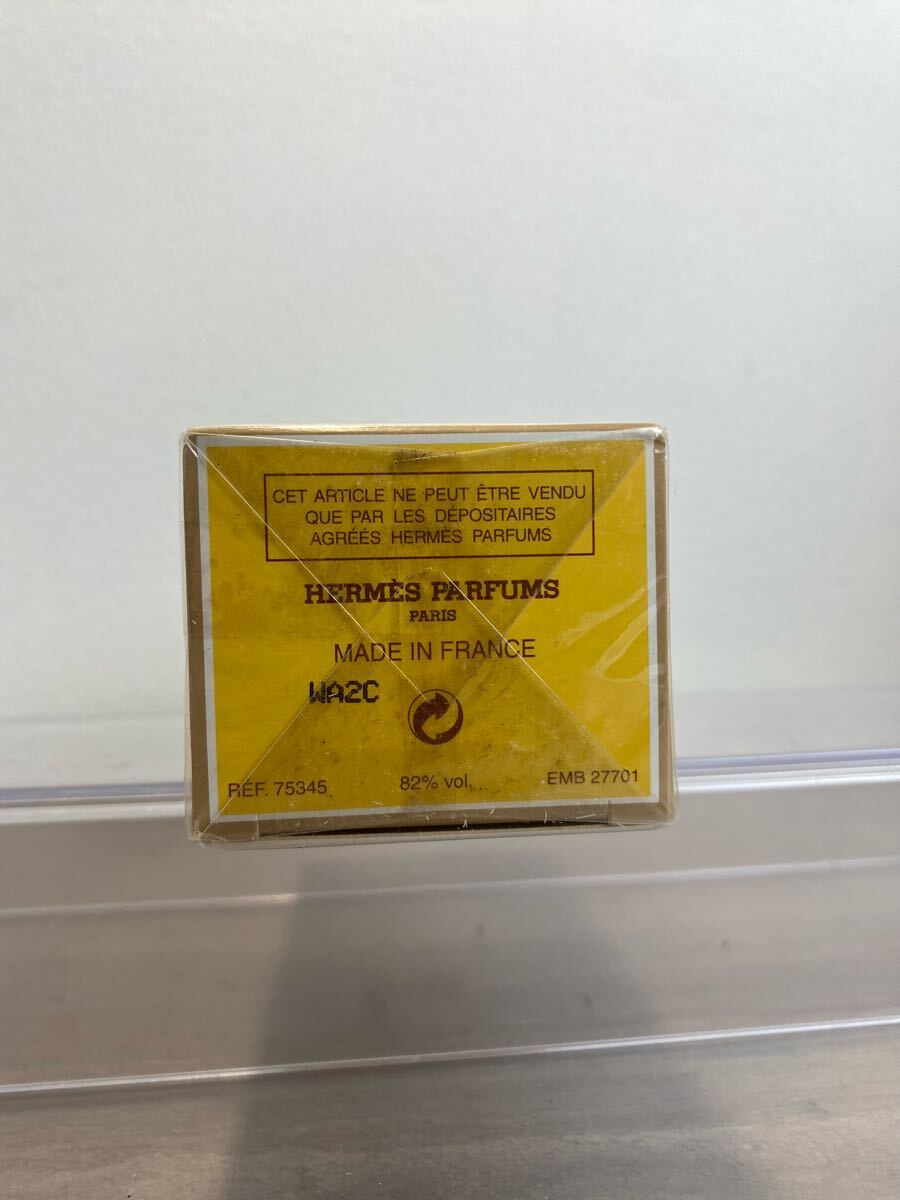 CET ARTICLE NE PEUT ÊTRE VENDU
QUE PAR LES DÉPOSITAIRES
AGRÉÉS HERMÈS PARFUMS
HERMÈS PARFUMS
PARIS
MADE IN FRANCE
WA2C
RÉF. 75345 82% vol. EMB 27701